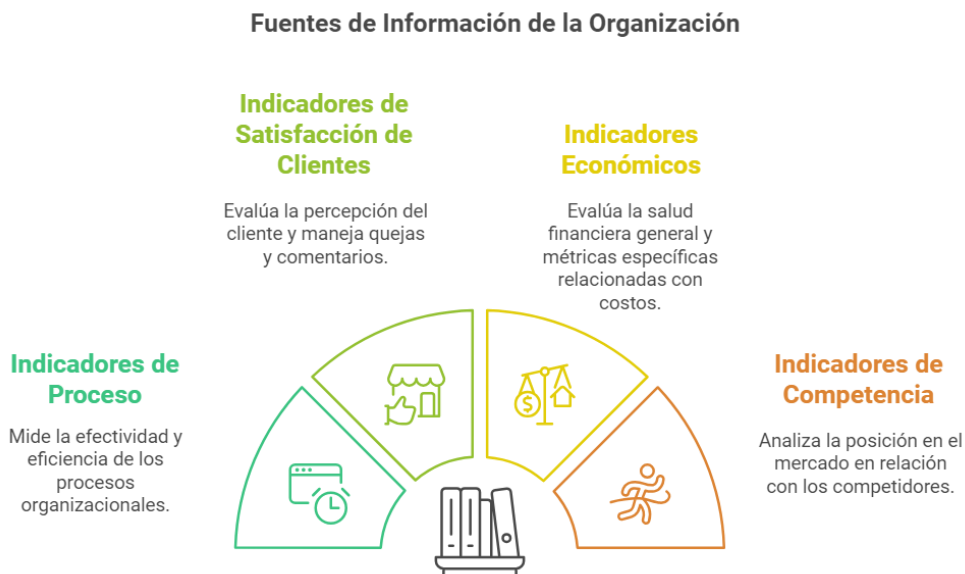 Fuentes de Información de la Organización
Indicadores de
Satisfacción de
Clientes
Evalúa la percepción del
cliente y maneja quejas
y comentarios.
Indicadores
Económicos
Evalúa la salud
financiera general y
métricas específicas
relacionadas con
costos.
Indicadores de
Proceso
Mide la efectividad y
eficiencia de los
procesos
organizacionales.
Indicadores de
Competencia
Analiza la posición en el
mercado en relación
con los competidores.
$